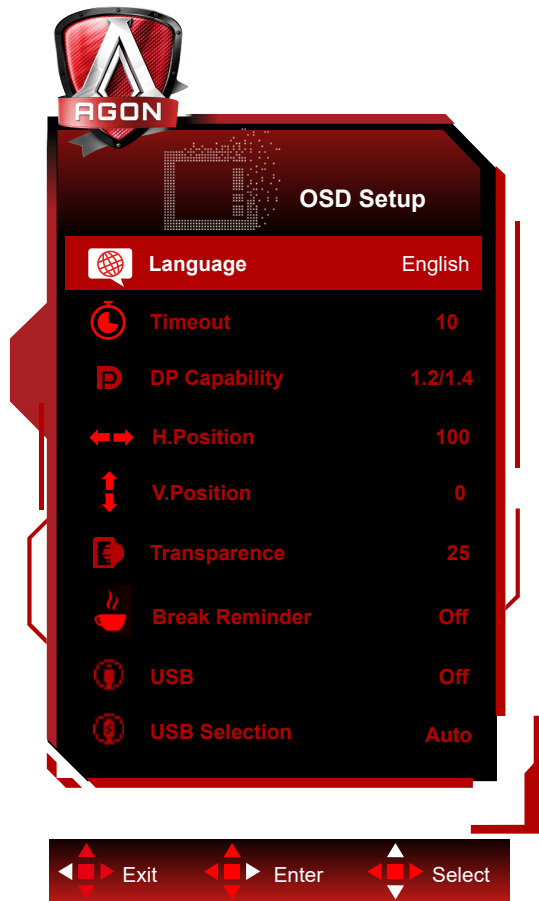 AGON
OSD Setup
Language English
Timeout 10
DP Capability 1.2/1.4
H.Position 100
V.Position 0
Transparence 25
Break Reminder Off
USB Off
USB Selection Auto
Exit Enter Select